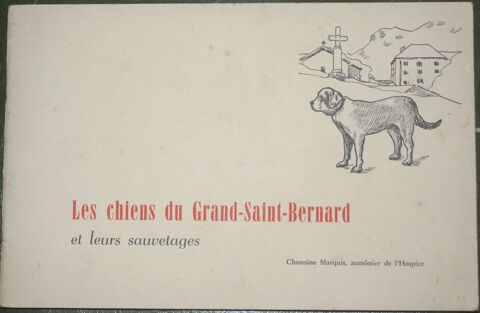 Les chiens du Grand-Saint-Bernard
et leurs sauvetages
Chanoine Marquis, aumônier de l'Hospice